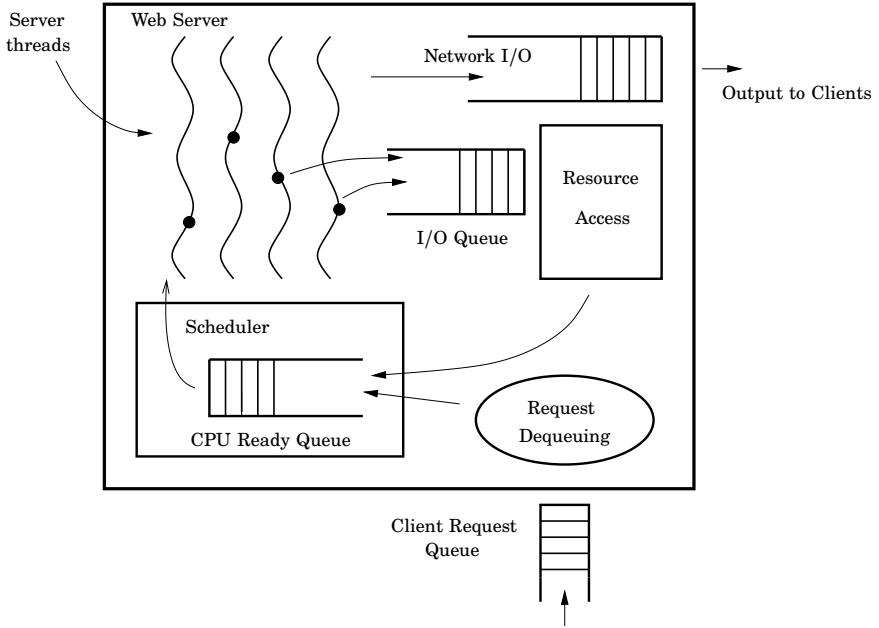 Server
threads
Web Server
Network I/O
Output to Clients
Resource
Access
I/O Queue
Scheduler
CPU Ready Queue
Request
Dequeuing
Client Request
Queue